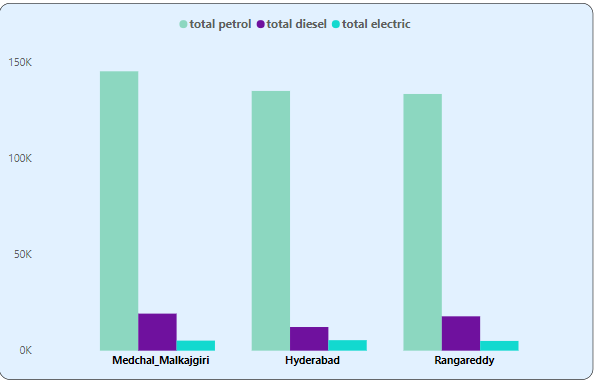 total petrol total diesel total electric
150K
100K
50K
0K
Medchal_Malkajgiri Hyderabad Rangareddy